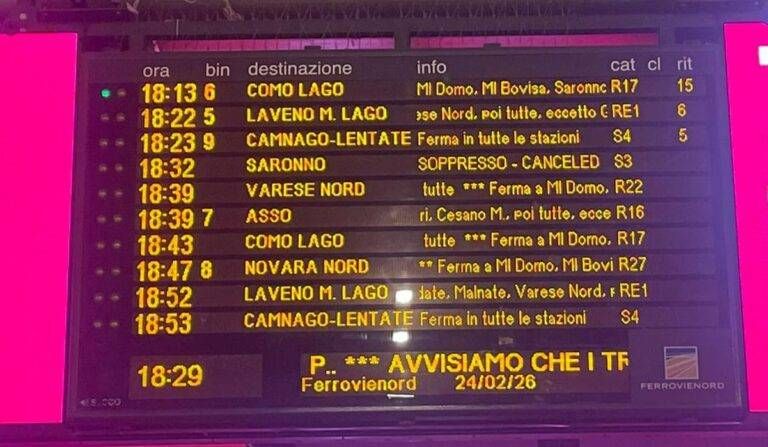 ora bin destinazione info cat cl rit
18:13 6 COMO LAGO MI Domo, MI Bovisa, Saronno R17 15
18:22 5 LAVENO M. LAGO ese Nord, poi tutte, eccetto RE1 6
18:23 9 CAMNAGO-LENTATE Ferma in tutte le stazioni S4 5
18:32 SARONNO SOPPRESSO - CANCELED S3
18:39 VARESE NORD tutte *** Ferma a MI Domo, R22
18:39 7 ASSO ri, Cesano M., poi tutte, ecce R16
18:43 COMO LAGO tutte *** Ferma a MI Domo, R17
18:47 8 NOVARA NORD ** Ferma a MI Domo, MI Bovi R27
18:52 LAVENO M. LAGO date, Malnate, Varese Nord, RE1
18:53 CAMNAGO-LENTATE Ferma in tutte le stazioni S4
18:29 P.. *** AVVISIAMO CHE I TR
Ferrovienord 24/02/26
FERROVIENORD